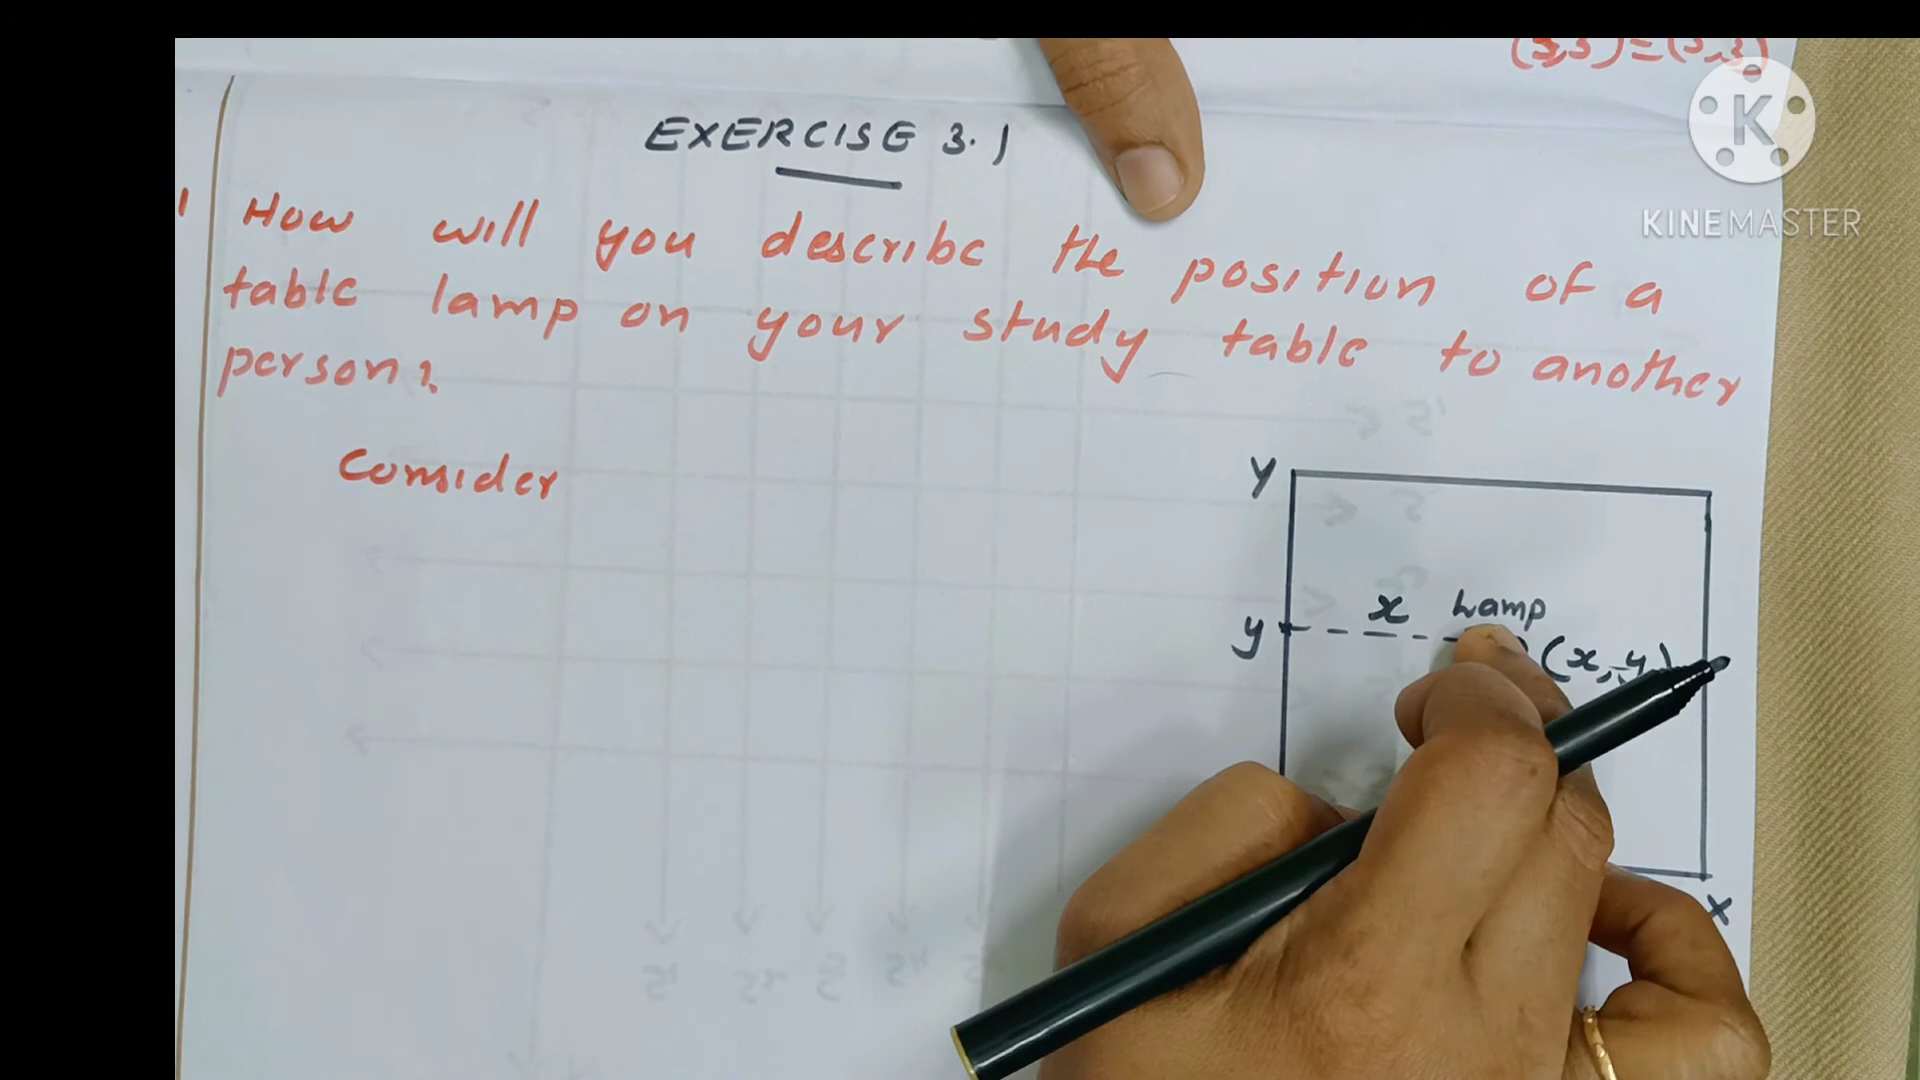 EXERCISE 3.1
1 How will you describe the position of a
table lamp on your study table to another
person?
Consider
Y
x Lamp
y (x, y)
X
K
KINEMASTER